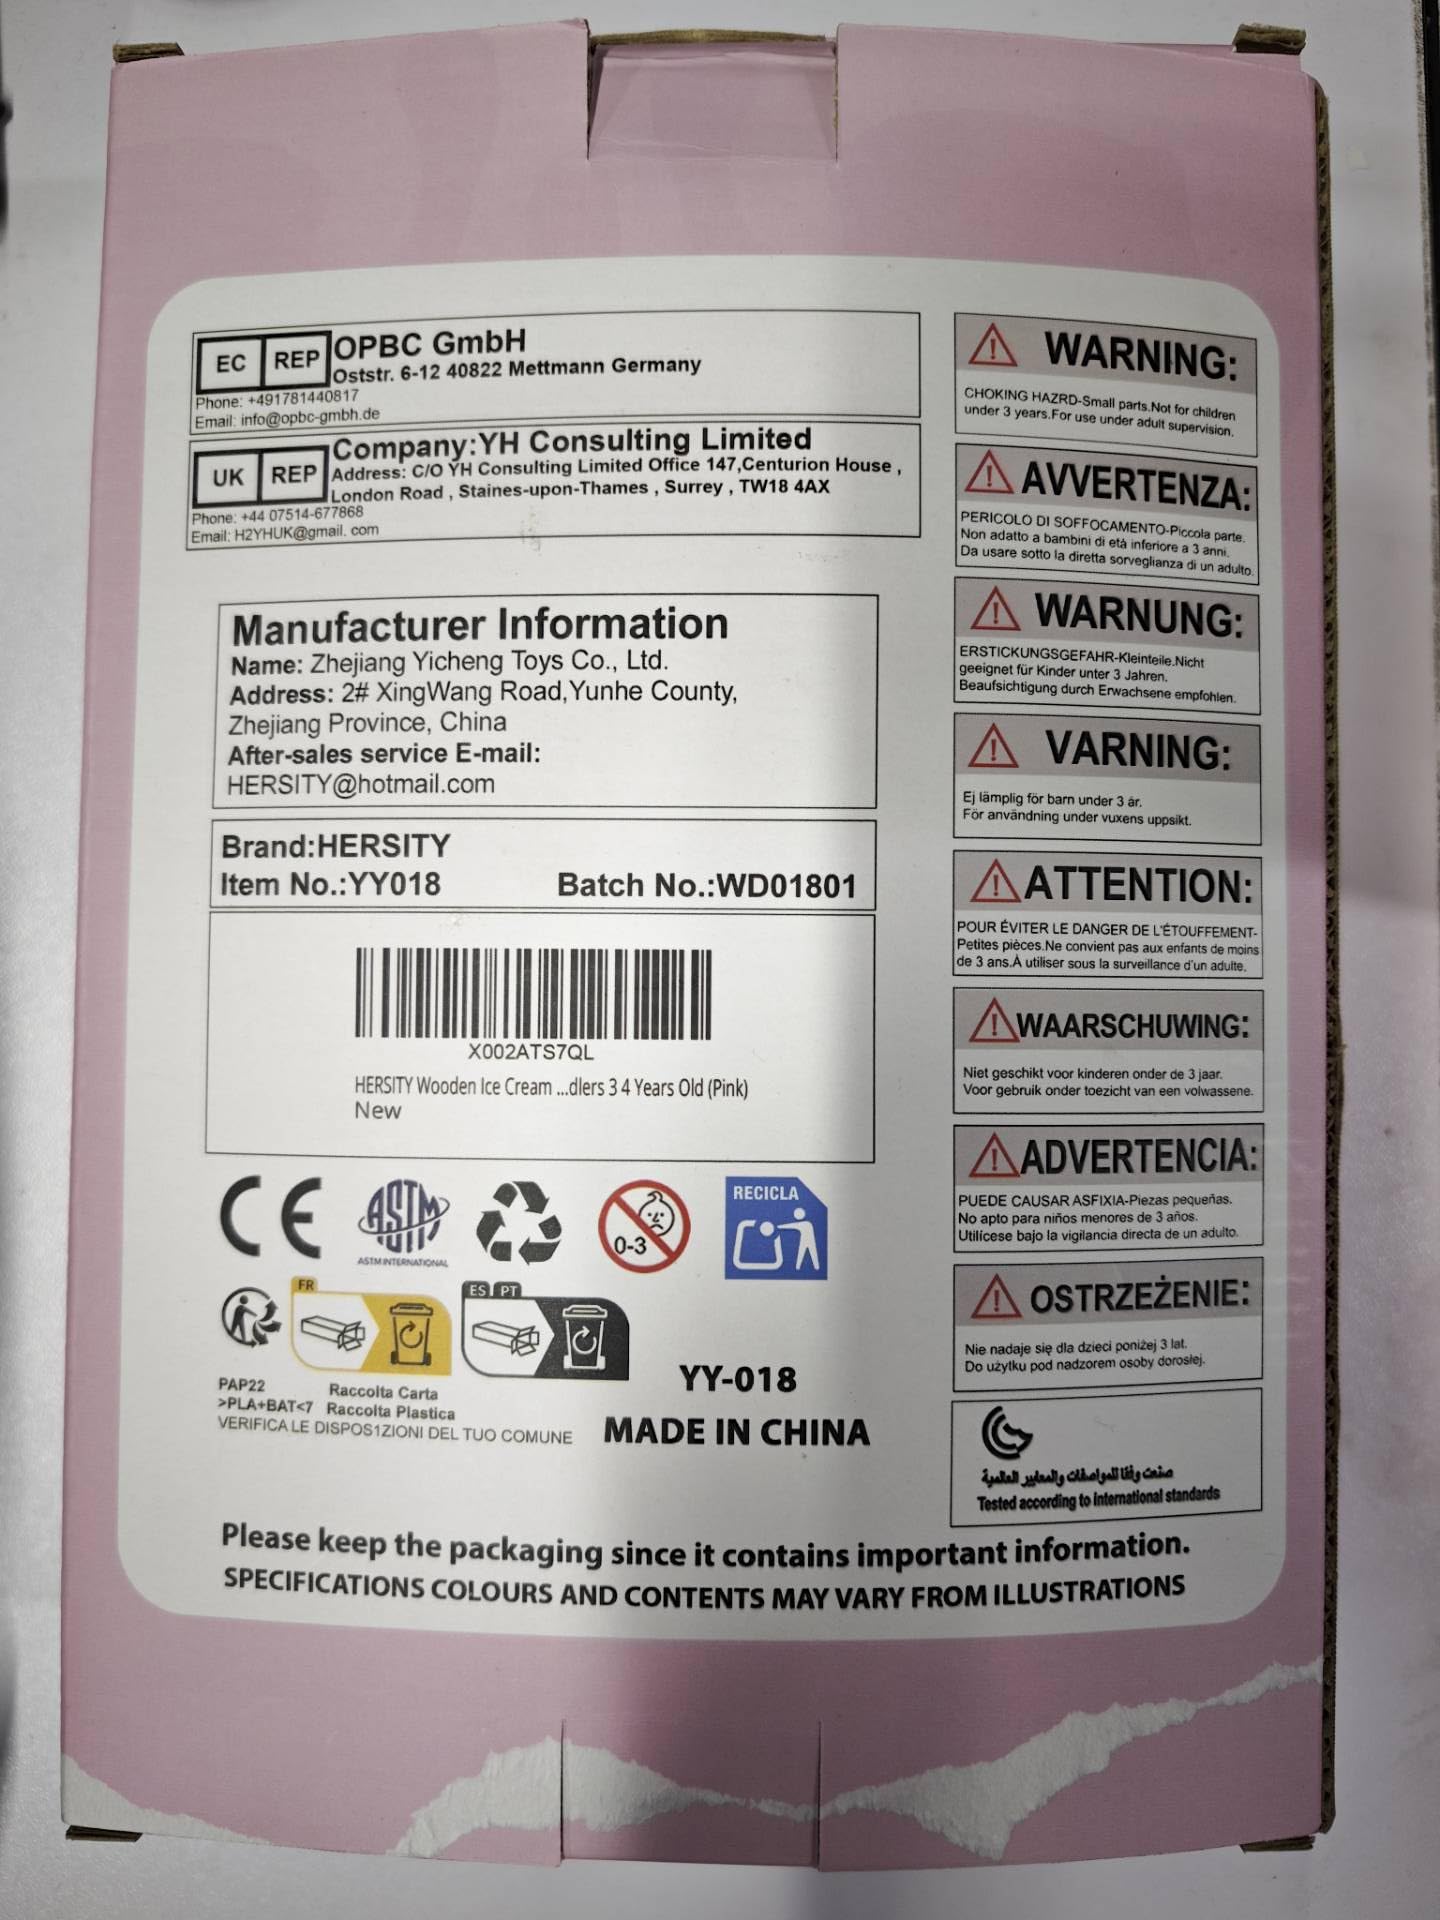 EC REP OPBC GmbH
Oststr. 6-12 40822 Mettmann Germany
Phone: +491781440817
Email: info@opbc-gmbh.de
UK REP Company:YH Consulting Limited
Address: C/O YH Consulting Limited Office 147,Centurion House ,
London Road , Staines-upon-Thames , Surrey , TW18 4AX
Phone: +44 07514-677868
Email: H2YHUK@gmail. com
Manufacturer Information
Name: Zhejiang Yicheng Toys Co., Ltd.
Address: 2# XingWang Road,Yunhe County,
Zhejiang Province, China
After-sales service E-mail:
HERSITY@hotmail.com
Brand:HERSITY
Item No.:YY018 Batch No.:WD01801
X002ATS7QL
HERSITY Wooden Ice Cream ...dlers 3 4 Years Old (Pink)
New
CE
ASTM
ASTM INTERNATIONAL
0-3
RECICLA
FR
ES PT
PAP22 Raccolta Carta
>PLA+BAT<7 Raccolta Plastica
VERIFICA LE DISPOS1ZIONI DEL TUO COMUNE
YY-018
MADE IN CHINA
WARNING:
CHOKING HAZRD-Small parts.Not for children
under 3 years.For use under adult supervision.
AVVERTENZA:
PERICOLO DI SOFFOCAMENTO-Piccola parte.
Non adatto a bambini di età inferiore a 3 anni.
Da usare sotto la diretta sorveglianza di un adulto.
WARNUNG:
ERSTICKUNGSGEFAHR-Kleinteile.Nicht
geeignet für Kinder unter 3 Jahren.
Beaufsichtigung durch Erwachsene empfohlen.
VARNING:
Ej lämplig för barn under 3 år.
För användning under vuxens uppsikt.
ATTENTION:
POUR ÉVITER LE DANGER DE L'ÉTOUFFEMENT-
Petites pièces.Ne convient pas aux enfants de moins
de 3 ans.À utiliser sous la surveillance d'un adulte.
WAARSCHUWING:
Niet geschikt voor kinderen onder de 3 jaar.
Voor gebruik onder toezicht van een volwassene.
ADVERTENCIA:
PUEDE CAUSAR ASFIXIA-Piezas pequeñas.
No apto para niños menores de 3 años.
Utilícese bajo la vigilancia directa de un adulto.
OSTRZEŻENIE:
Nie nadaje się dla dzieci poniżej 3 lat.
Do użytku pod nadzorem osoby dorosłej.
صنعت وفقا للمواصفات والمعايير العالمية
Tested according to international standards
Please keep the packaging since it contains important information.
SPECIFICATIONS COLOURS AND CONTENTS MAY VARY FROM ILLUSTRATIONS